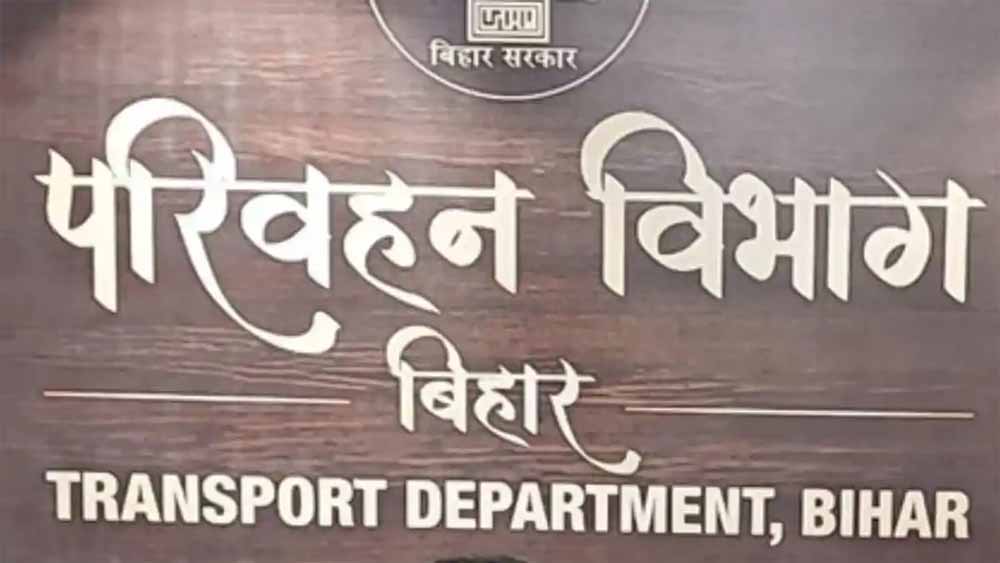 बिहार सरकार
परिवहन विभाग
बिहार
TRANSPORT DEPARTMENT, BIHAR